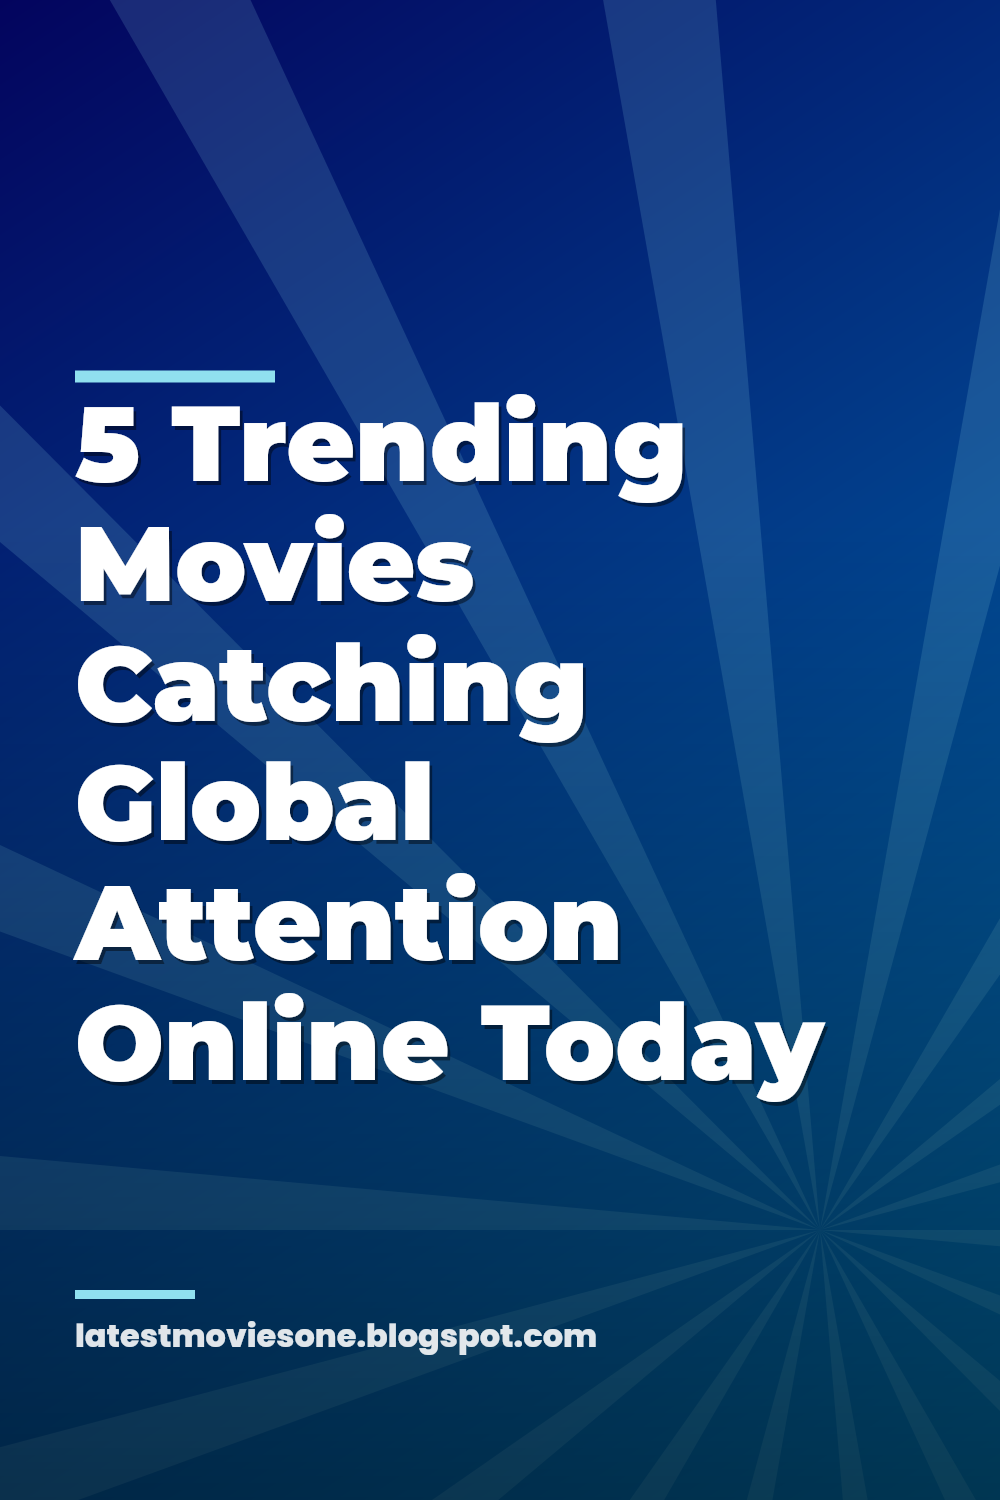 5 Trending
Movies
Catching
Global
Attention
Online Today
latestmoviesone.blogspot.com